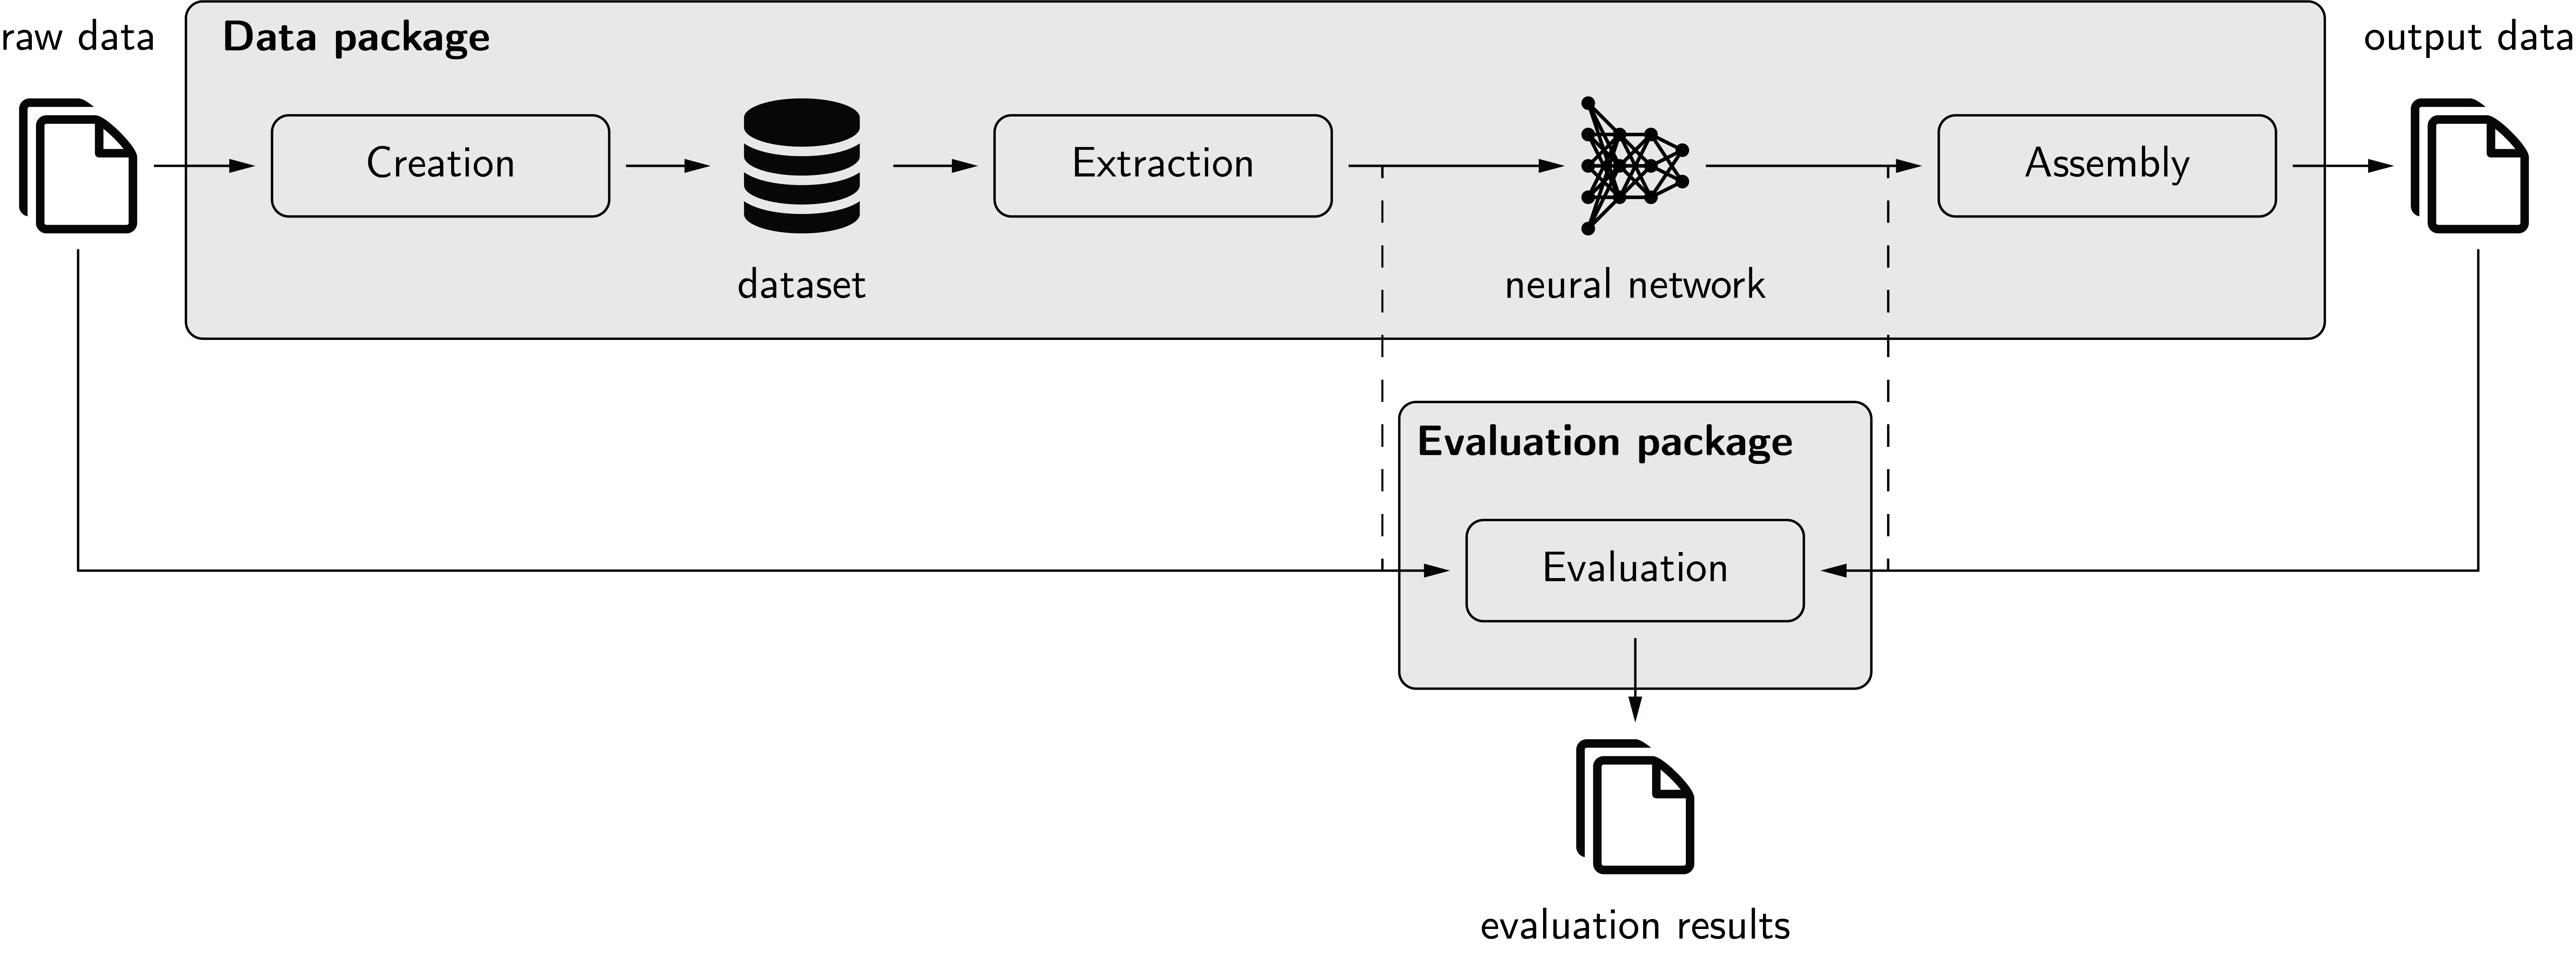 raw data
Data package
output data
Creation
Extraction
Assembly
dataset
neural network
Evaluation package
Evaluation
evaluation results